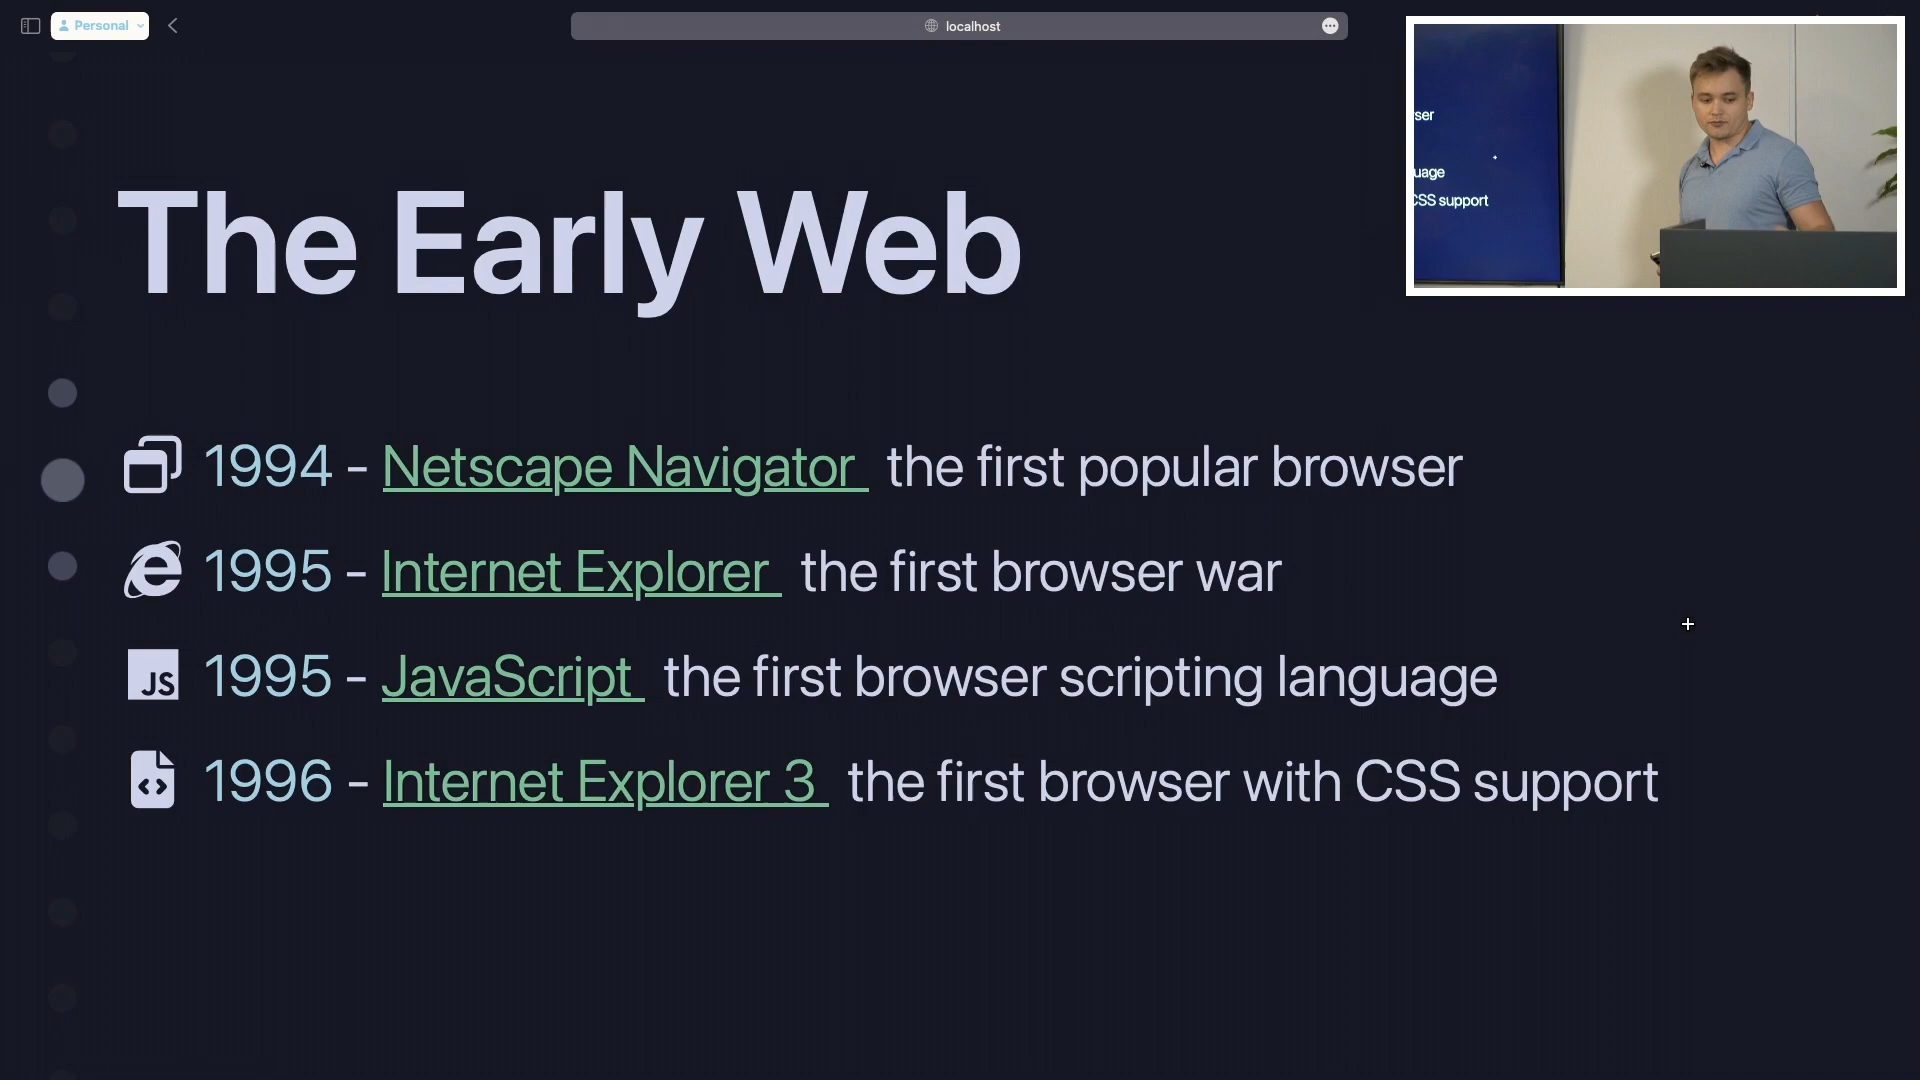 Personal
localhost
ser
uage
CSS support
The Early Web
1994 - Netscape Navigator the first popular browser
1995 - Internet Explorer the first browser war
JS 1995 - JavaScript the first browser scripting language
1996 - Internet Explorer 3 the first browser with CSS support